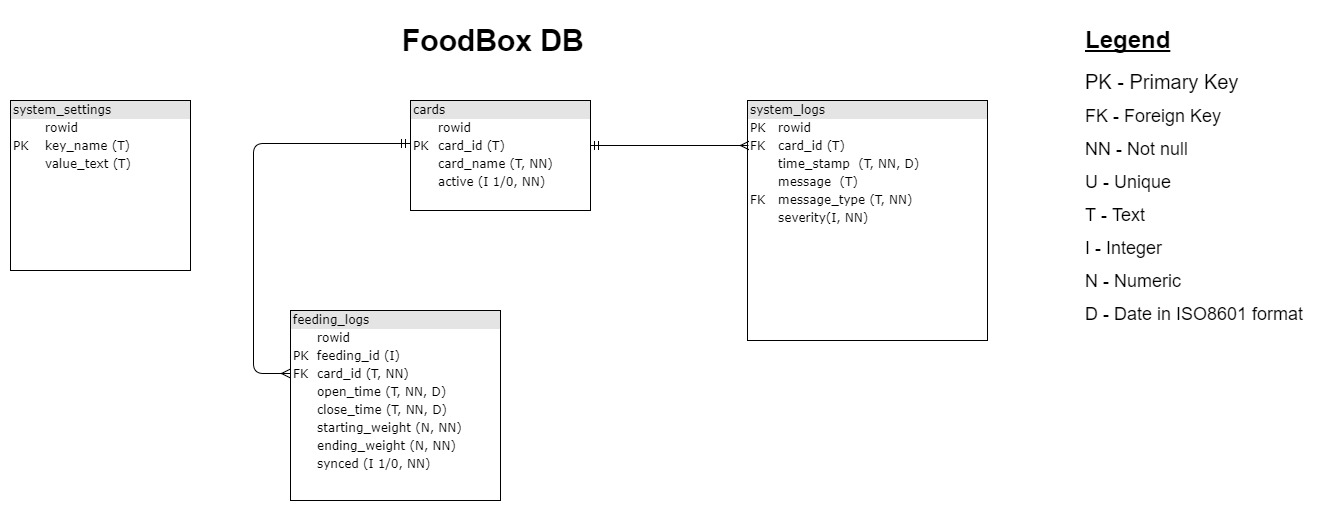 FoodBox DB
system_settings
rowid
PK key_name (T)
value_text (T)
cards
rowid
PK card_id (T)
card_name (T, NN)
active (I 1/0, NN)
system_logs
PK rowid
FK card_id (T)
time_stamp (T, NN, D)
message (T)
FK message_type (T, NN)
severity(I, NN)
feeding_logs
rowid
PK feeding_id (I)
FK card_id (T, NN)
open_time (T, NN, D)
close_time (T, NN, D)
starting_weight (N, NN)
ending_weight (N, NN)
synced (I 1/0, NN)
Legend
PK - Primary Key
FK - Foreign Key
NN - Not null
U - Unique
T - Text
I - Integer
N - Numeric
D - Date in ISO8601 format